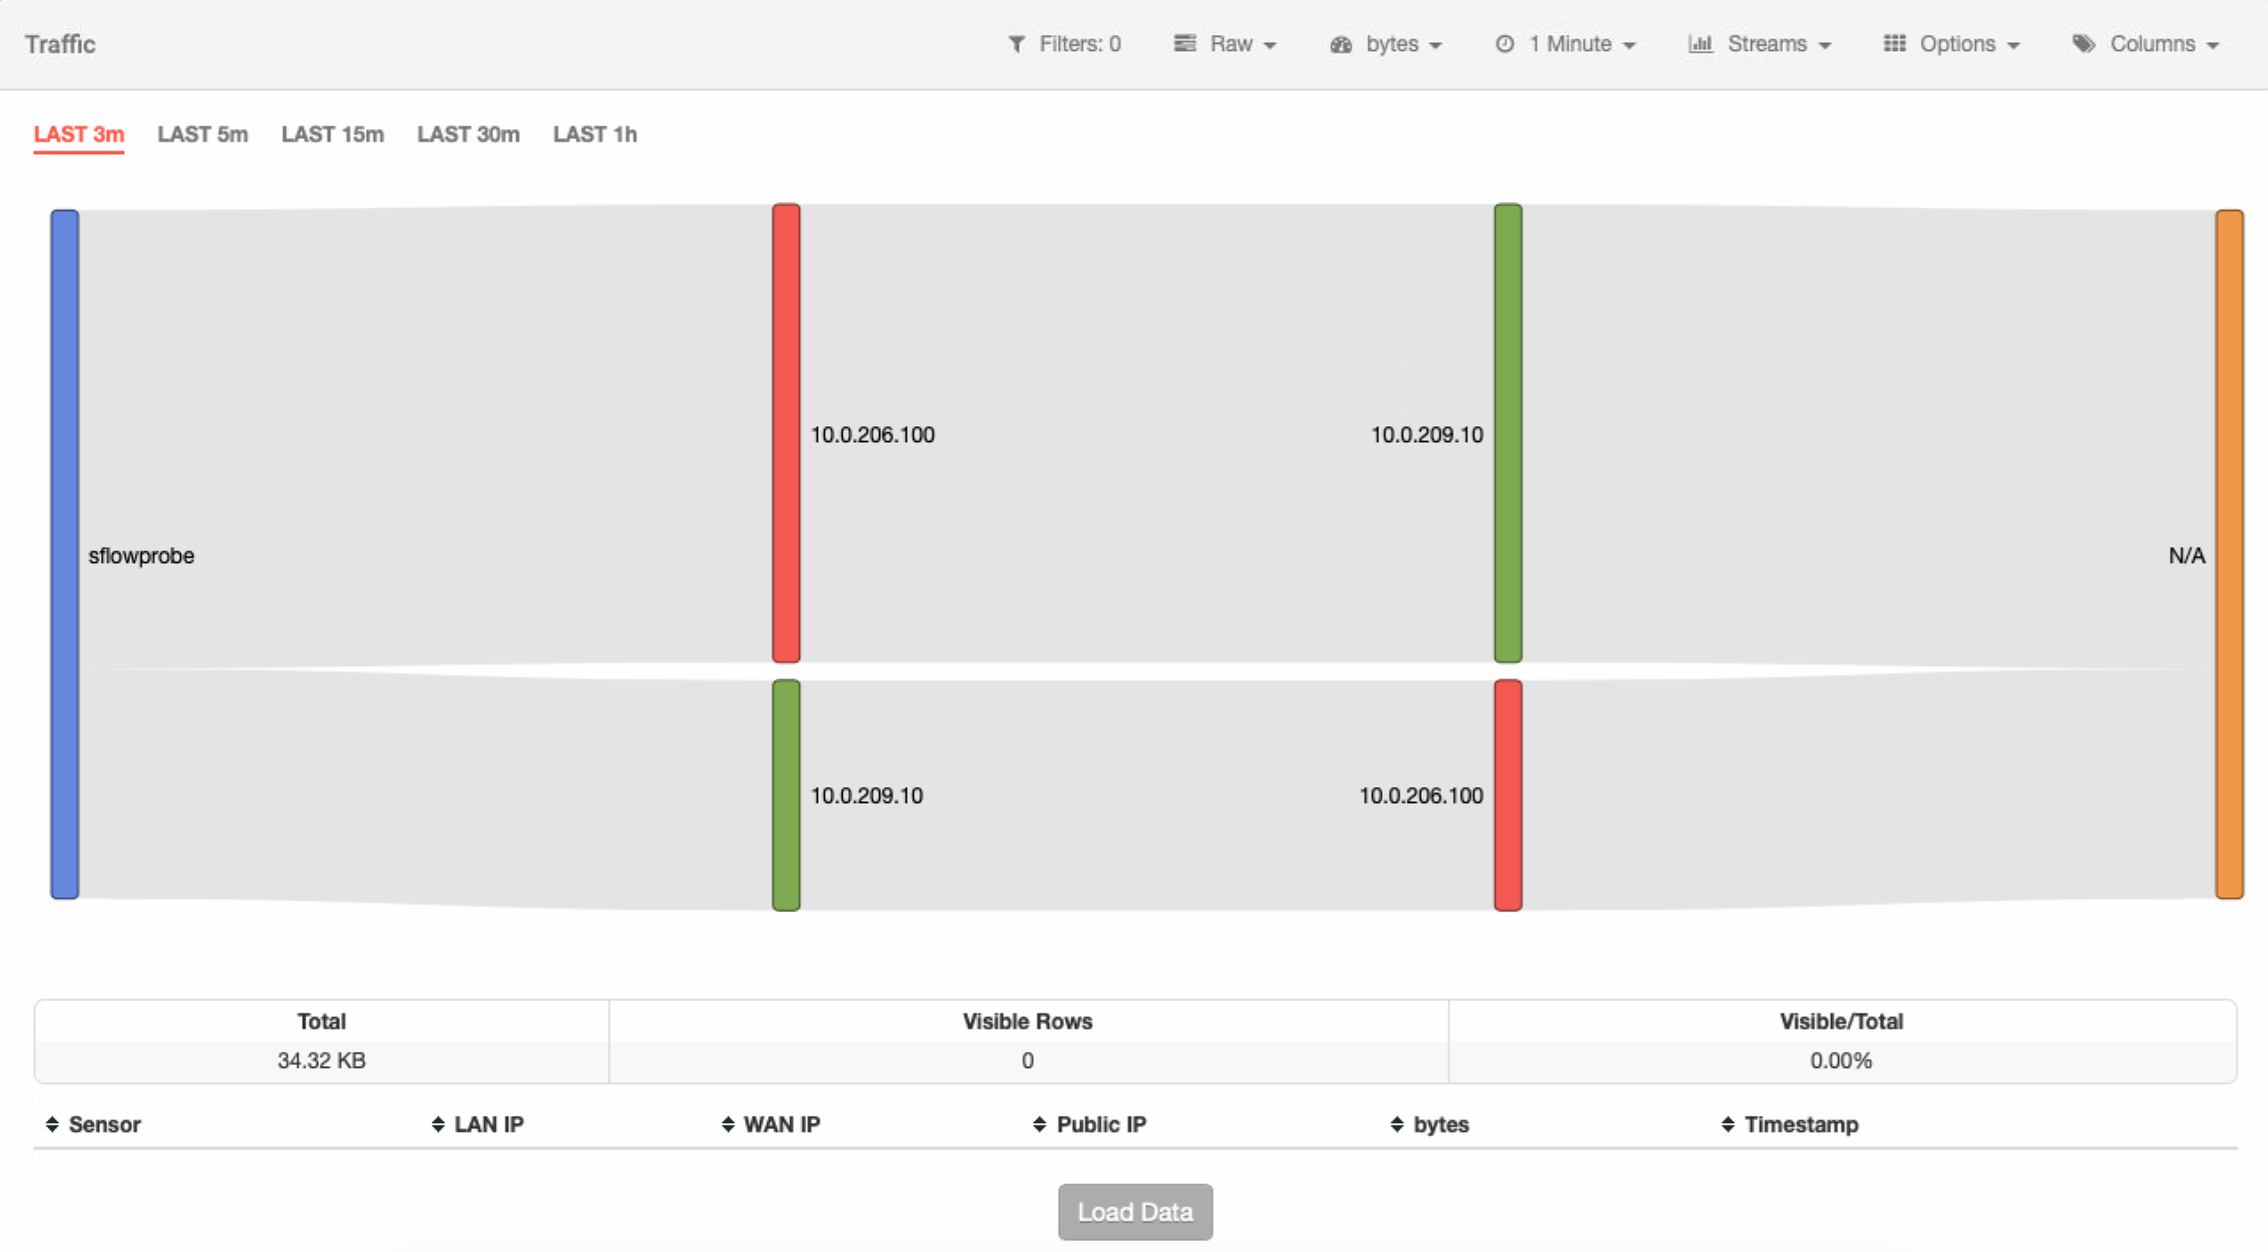 Traffic
Filters: 0
Raw
bytes
1 Minute
Streams
Options
Columns
LAST 3m
LAST 5m
LAST 15m
LAST 30m
LAST 1h
10.0.206.100
10.0.209.10
sflowprobe
N/A
10.0.209.10
10.0.206.100
Total
Visible Rows
Visible/Total
34.32 KB
0
0.00%
Sensor
LAN IP
WAN IP
Public IP
bytes
Timestamp
Load Data